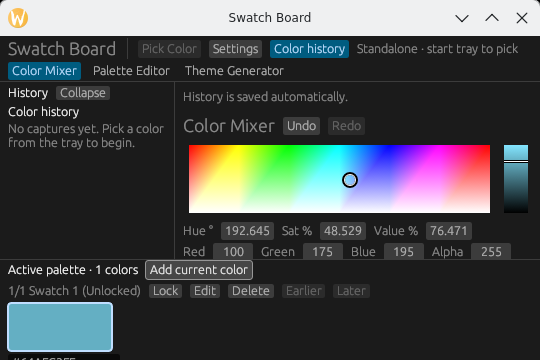 Swatch Board
Swatch Board Pick Color Settings Color history Standalone · start tray to pick
Color Mixer Palette Editor Theme Generator
History Collapse
Color history
No captures yet. Pick a color
from the tray to begin.
History is saved automatically.
Color Mixer Undo Redo
Hue ° 192.645 Sat % 48.529 Value % 76.471
Red 100 Green 175 Blue 195 Alpha 255
Active palette · 1 colors Add current color
1/1 Swatch 1 (Unlocked) Lock Edit Delete Earlier Later